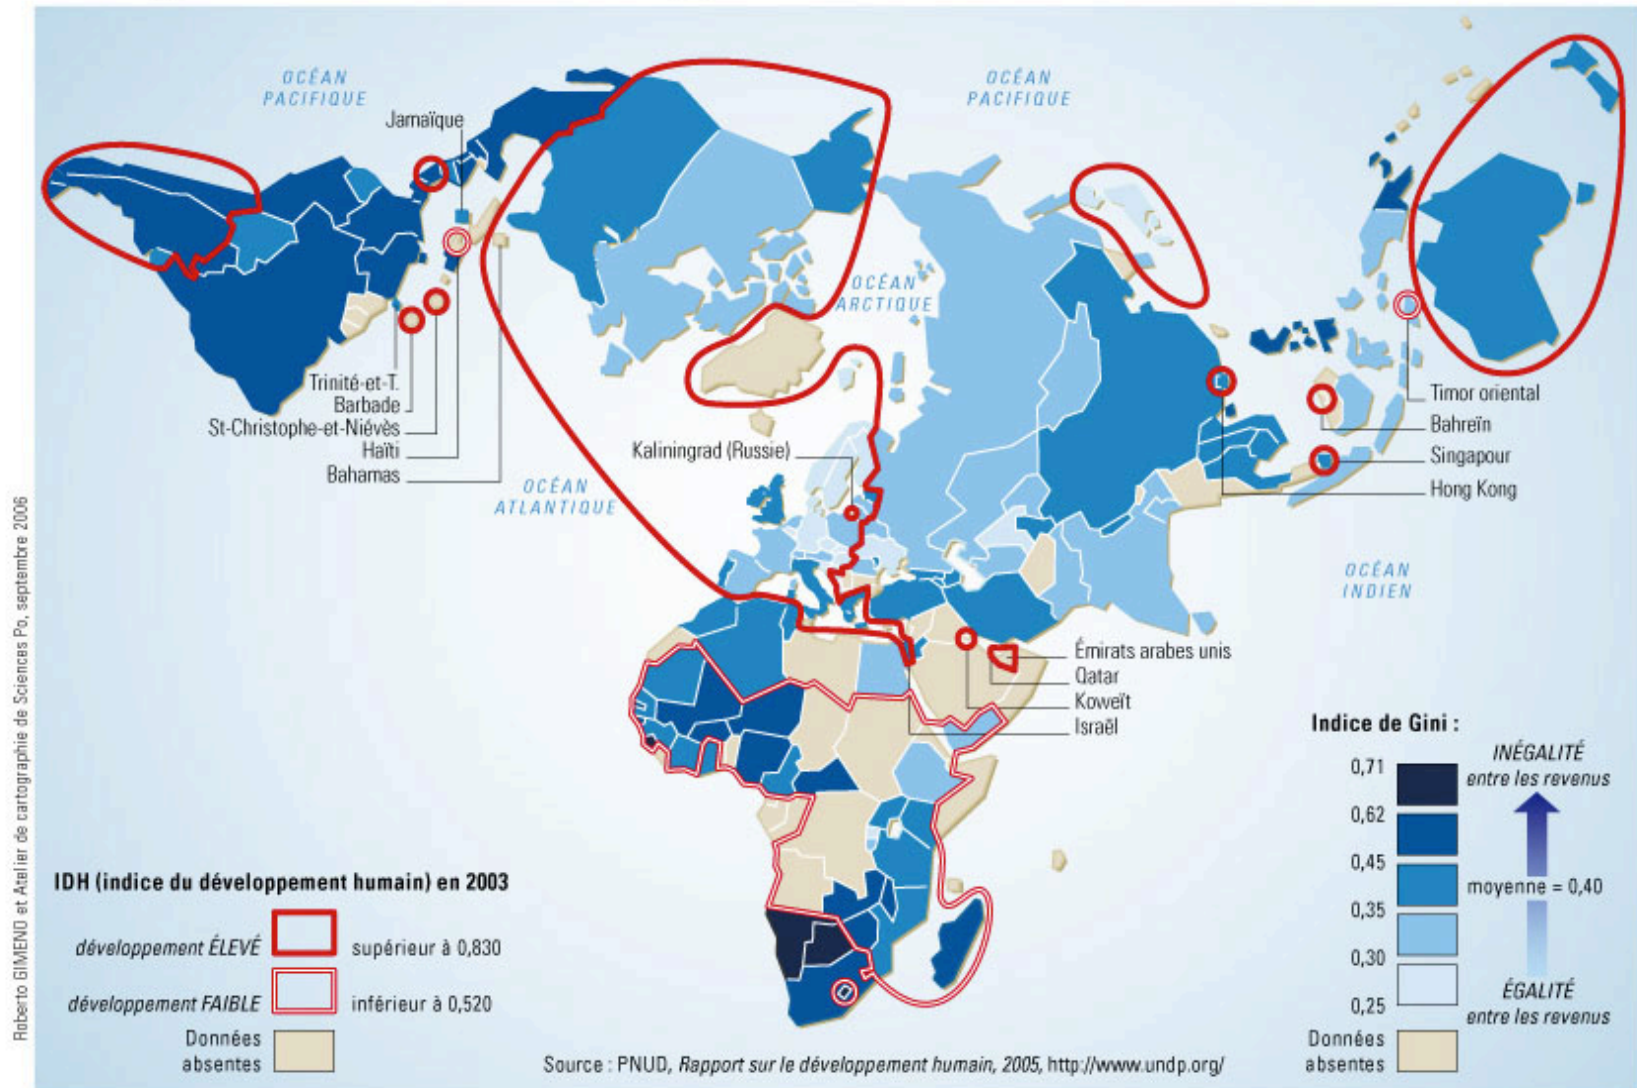 OCÉAN
PACIFIQUE
OCÉAN
PACIFIQUE
Jamaïque
OCÉAN
ARCTIQUE
Trinité-et-T.
Barbade
St-Christophe-et-Niévès
Haïti
Bahamas
Kaliningrad (Russie)
OCÉAN
ATLANTIQUE
Timor oriental
Bahreïn
Singapour
Hong Kong
OCÉAN
INDIEN
Émirats arabes unis
Qatar
Koweït
Israël
Roberto GIMENO et Atelier de cartographie de Sciences Po, septembre 2006
IDH (indice du développement humain) en 2003
développement ÉLEVÉ supérieur à 0,830
développement FAIBLE inférieur à 0,520
Données
absentes
Indice de Gini :
0,71
0,62
0,45
0,35
0,30
0,25
INÉGALITÉ
entre les revenus
moyenne = 0,40
ÉGALITÉ
entre les revenus
Données
absentes
Source : PNUD, Rapport sur le développement humain, 2005, http://www.undp.org/